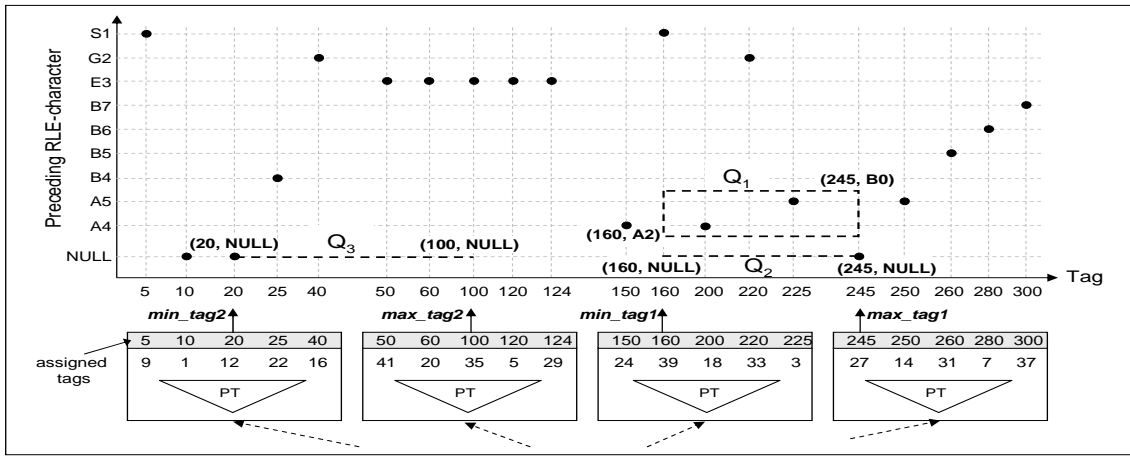 Preceding RLE-character
S1
G2
E3
B7
B6
B5
B4
A5
A4
NULL
Q1
(245, B0)
(160, A2)
(20, NULL)
Q3
(100, NULL)
(160, NULL)
Q2
(245, NULL)
5 10 20 25 40 50 60 100 120 124 150 160 200 220 225 245 250 260 280 300
Tag
min_tag2
max_tag2
min_tag1
max_tag1
assigned tags
5 10 20 25 40
9 1 12 22 16
PT
50 60 100 120 124
41 20 35 5 29
PT
150 160 200 220 225
24 39 18 33 3
PT
245 250 260 280 300
27 14 31 7 37
PT